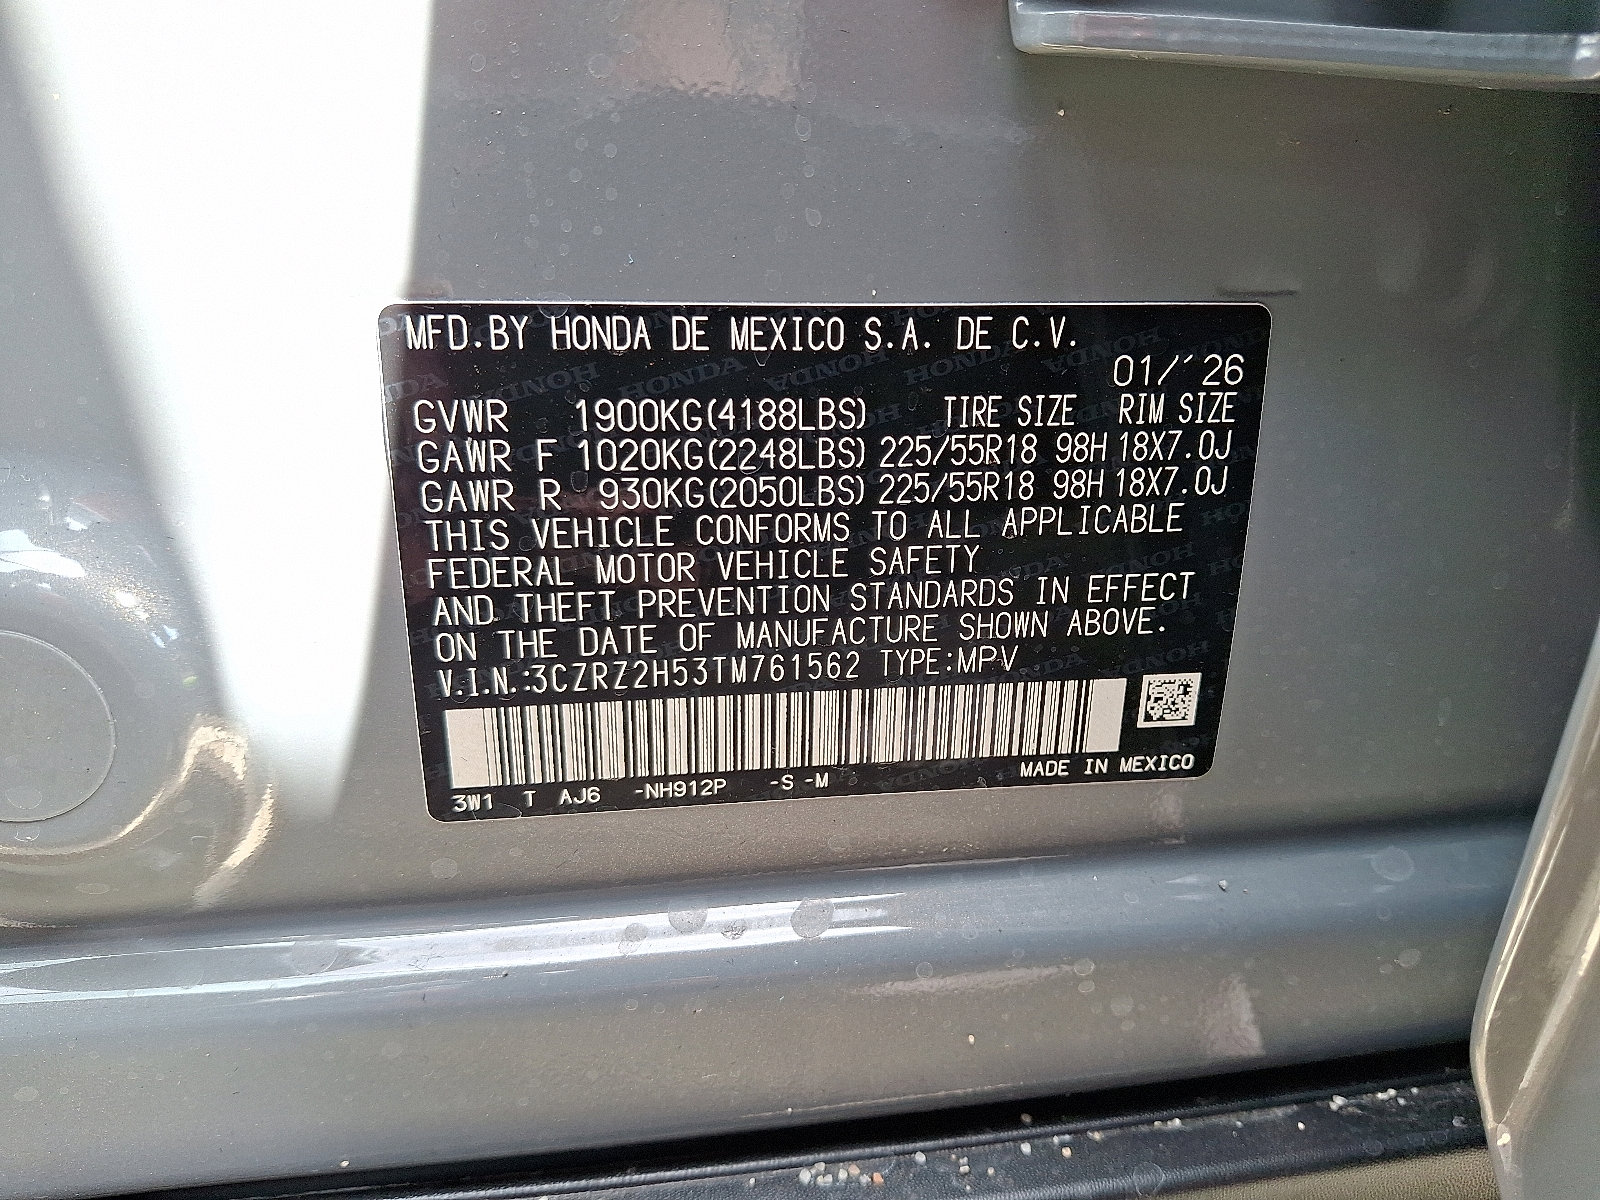 MFD.BY HONDA DE MEXICO S.A. DE C.V.
01/'26
GVWR 1900KG(4188LBS) TIRE SIZE RIM SIZE
GAWR F 1020KG(2248LBS) 225/55R18 98H 18X7.0J
GAWR R 930KG(2050LBS) 225/55R18 98H 18X7.0J
THIS VEHICLE CONFORMS TO ALL APPLICABLE
FEDERAL MOTOR VEHICLE SAFETY
AND THEFT PREVENTION STANDARDS IN EFFECT
ON THE DATE OF MANUFACTURE SHOWN ABOVE.
V.I.N.:3CZRZ2H53TM761562 TYPE:MPV
MADE IN MEXICO
3W1 T AJ6 -NH912P -S -M